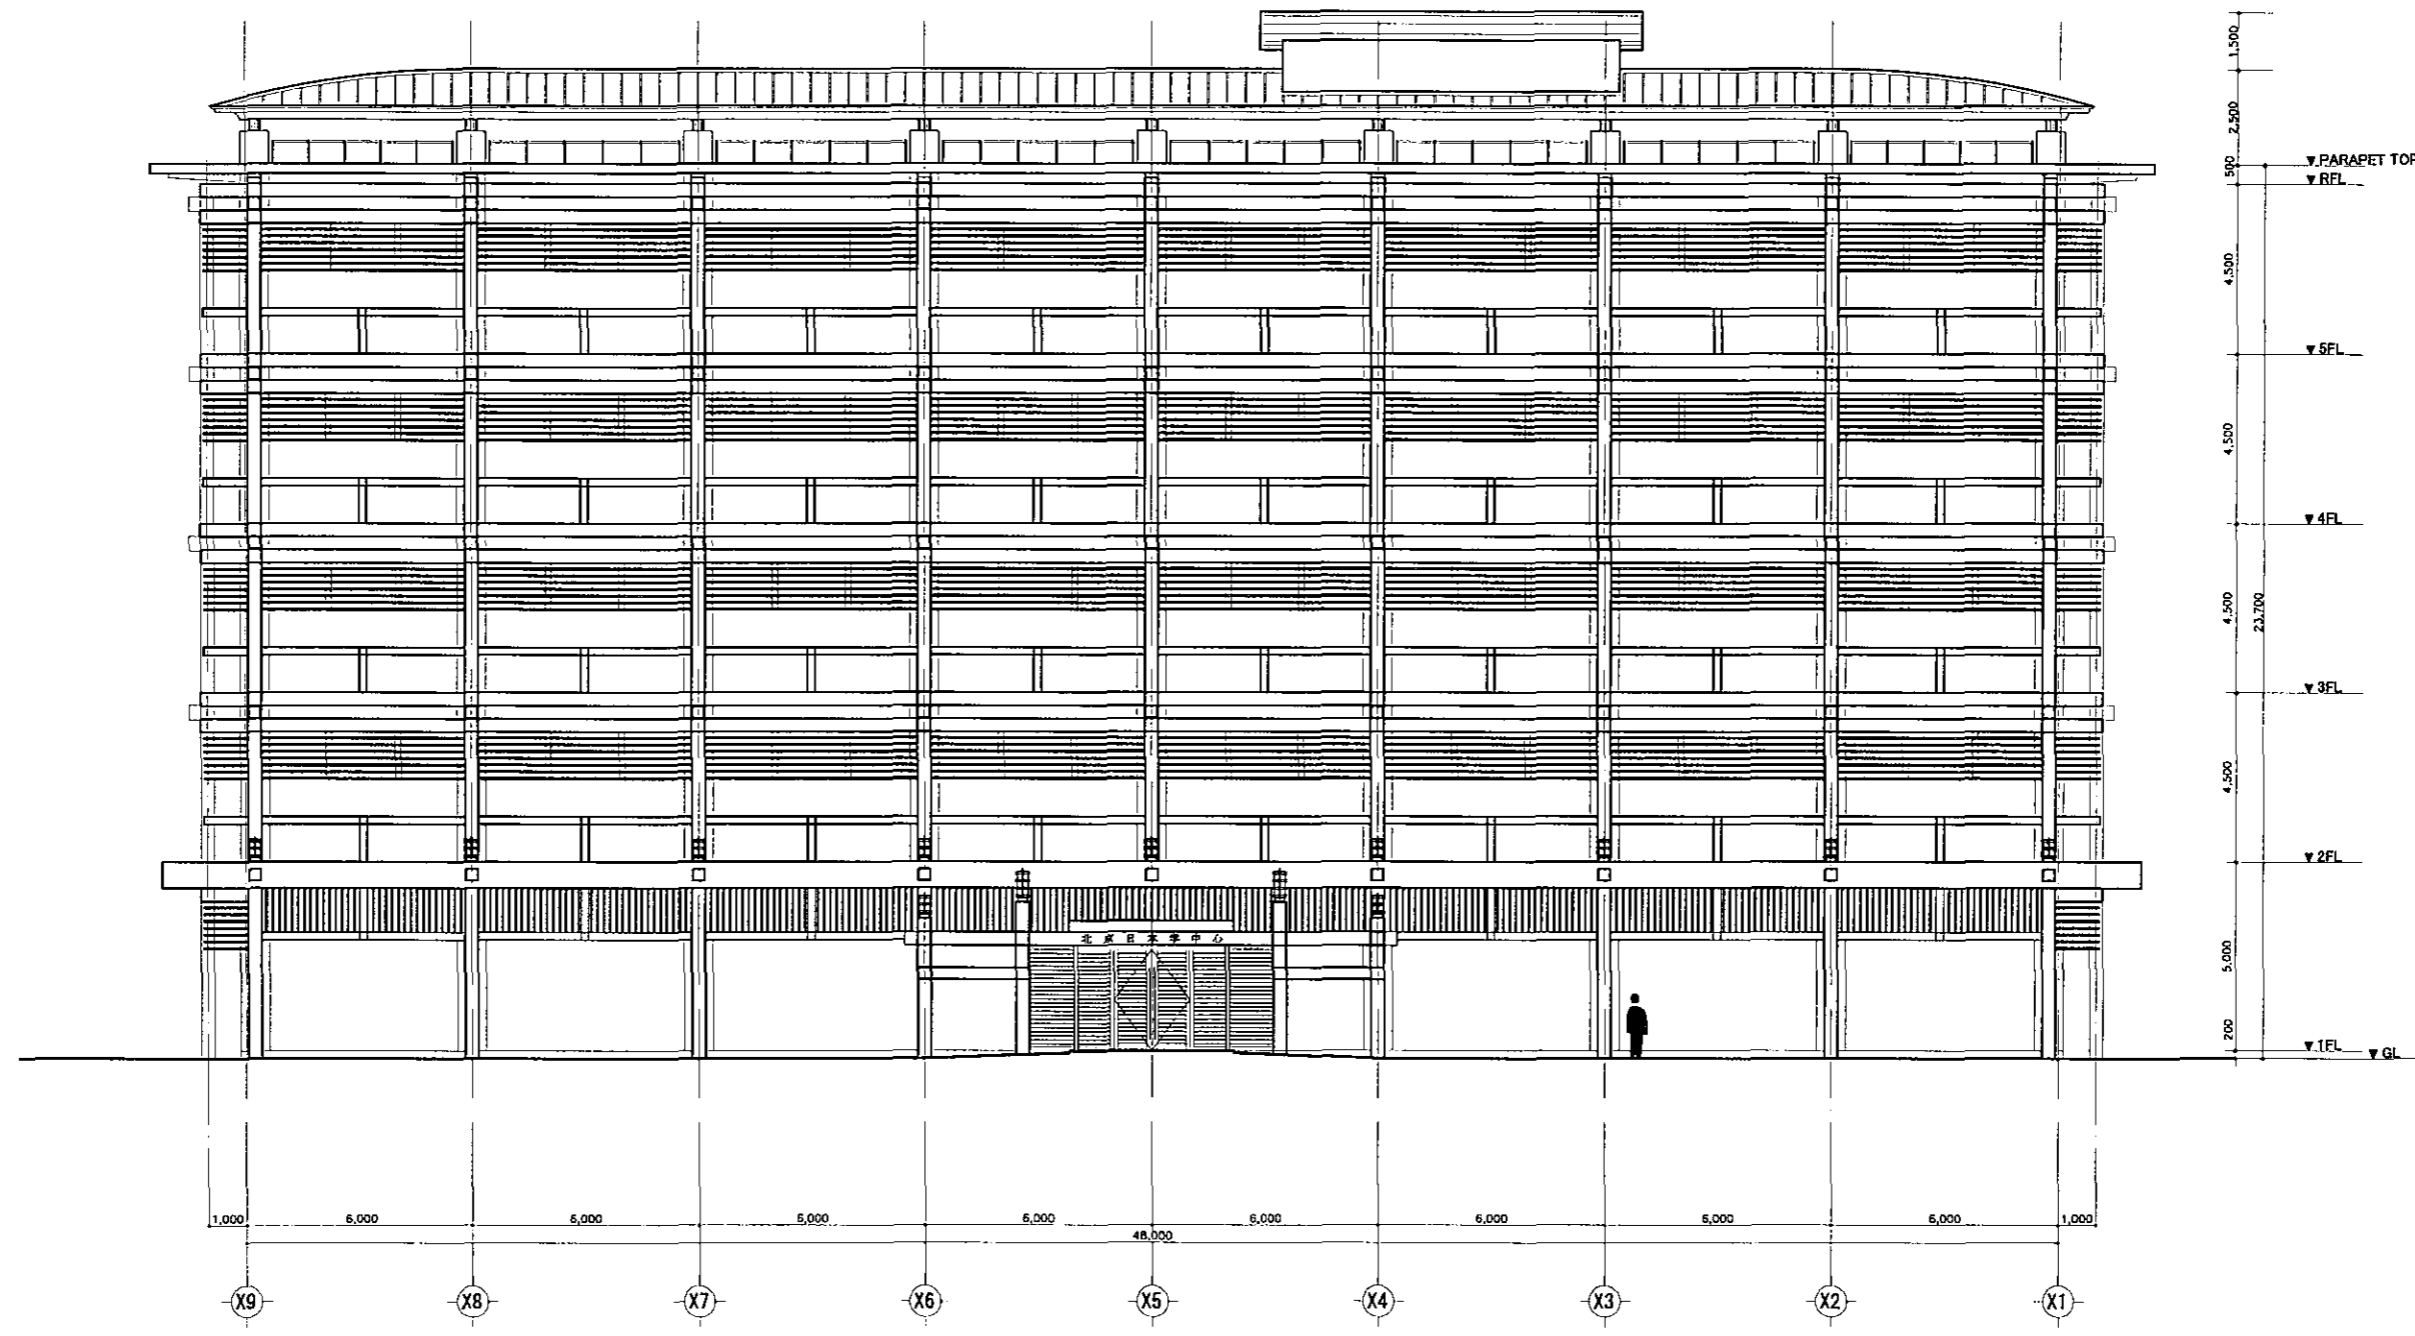 1,500
2,500
▼PARAPET TOP
500
▼RFL
4,500
▼5FL
4,500
▼4FL
4,500
23,700
▼3FL
4,500
▼2FL
北京日本学中心
5,000
200
▼1FL
▼GL
1,000 6,000 6,000 6,000 6,000 6,000 6,000 6,000 6,000 1,000
48,000
X9 X8 X7 X6 X5 X4 X3 X2 X1